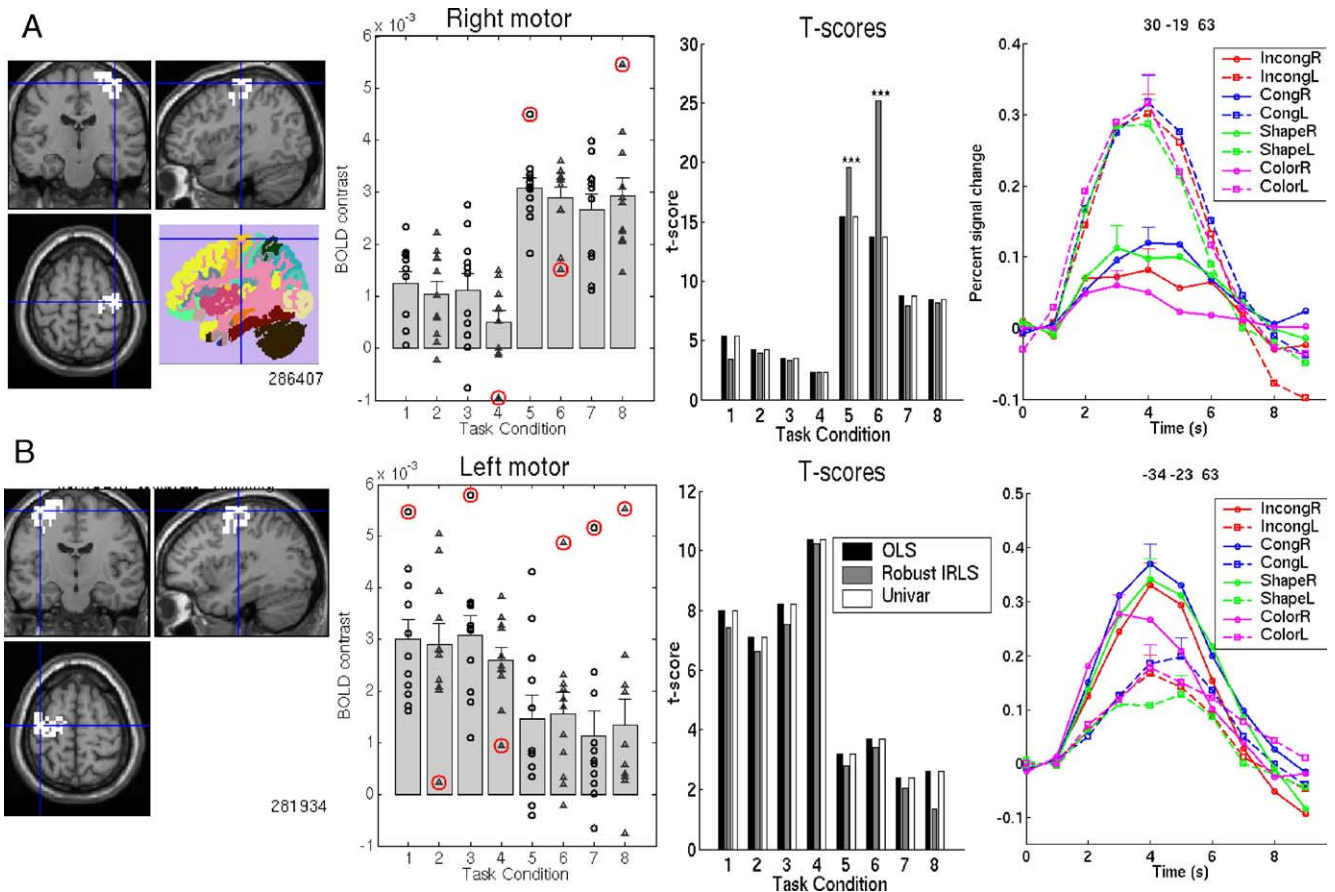 A
286407
Right motor
x 10 -3
6
5
4
3
2
1
0
-1
BOLD contrast
1 2 3 4 5 6 7 8
Task Condition
T-scores
30
25
20
15
10
5
0
t-score
*** ***
1 2 3 4 5 6 7 8
Task Condition
30 -19 63
0.3
0.2
0.1
0
-0.1
Percent signal change
0 2 4 6 8
Time (s)
IncongR
IncongL
CongR
CongL
ShapeR
ShapeL
ColorR
ColorL
B
281934
Left motor
x 10 -3
6
5
4
3
2
1
0
-1
BOLD contrast
1 2 3 4 5 6 7 8
Task Condition
T-scores
12
10
8
6
4
2
0
t-score
OLS
Robust IRLS
Univar
1 2 3 4 5 6 7 8
Task Condition
-34 -23 63
0.5
0.4
0.3
0.2
0.1
0
-0.1
Percent signal change
0 2 4 6 8
Time (s)
IncongR
IncongL
CongR
CongL
ShapeR
ShapeL
ColorR
ColorL